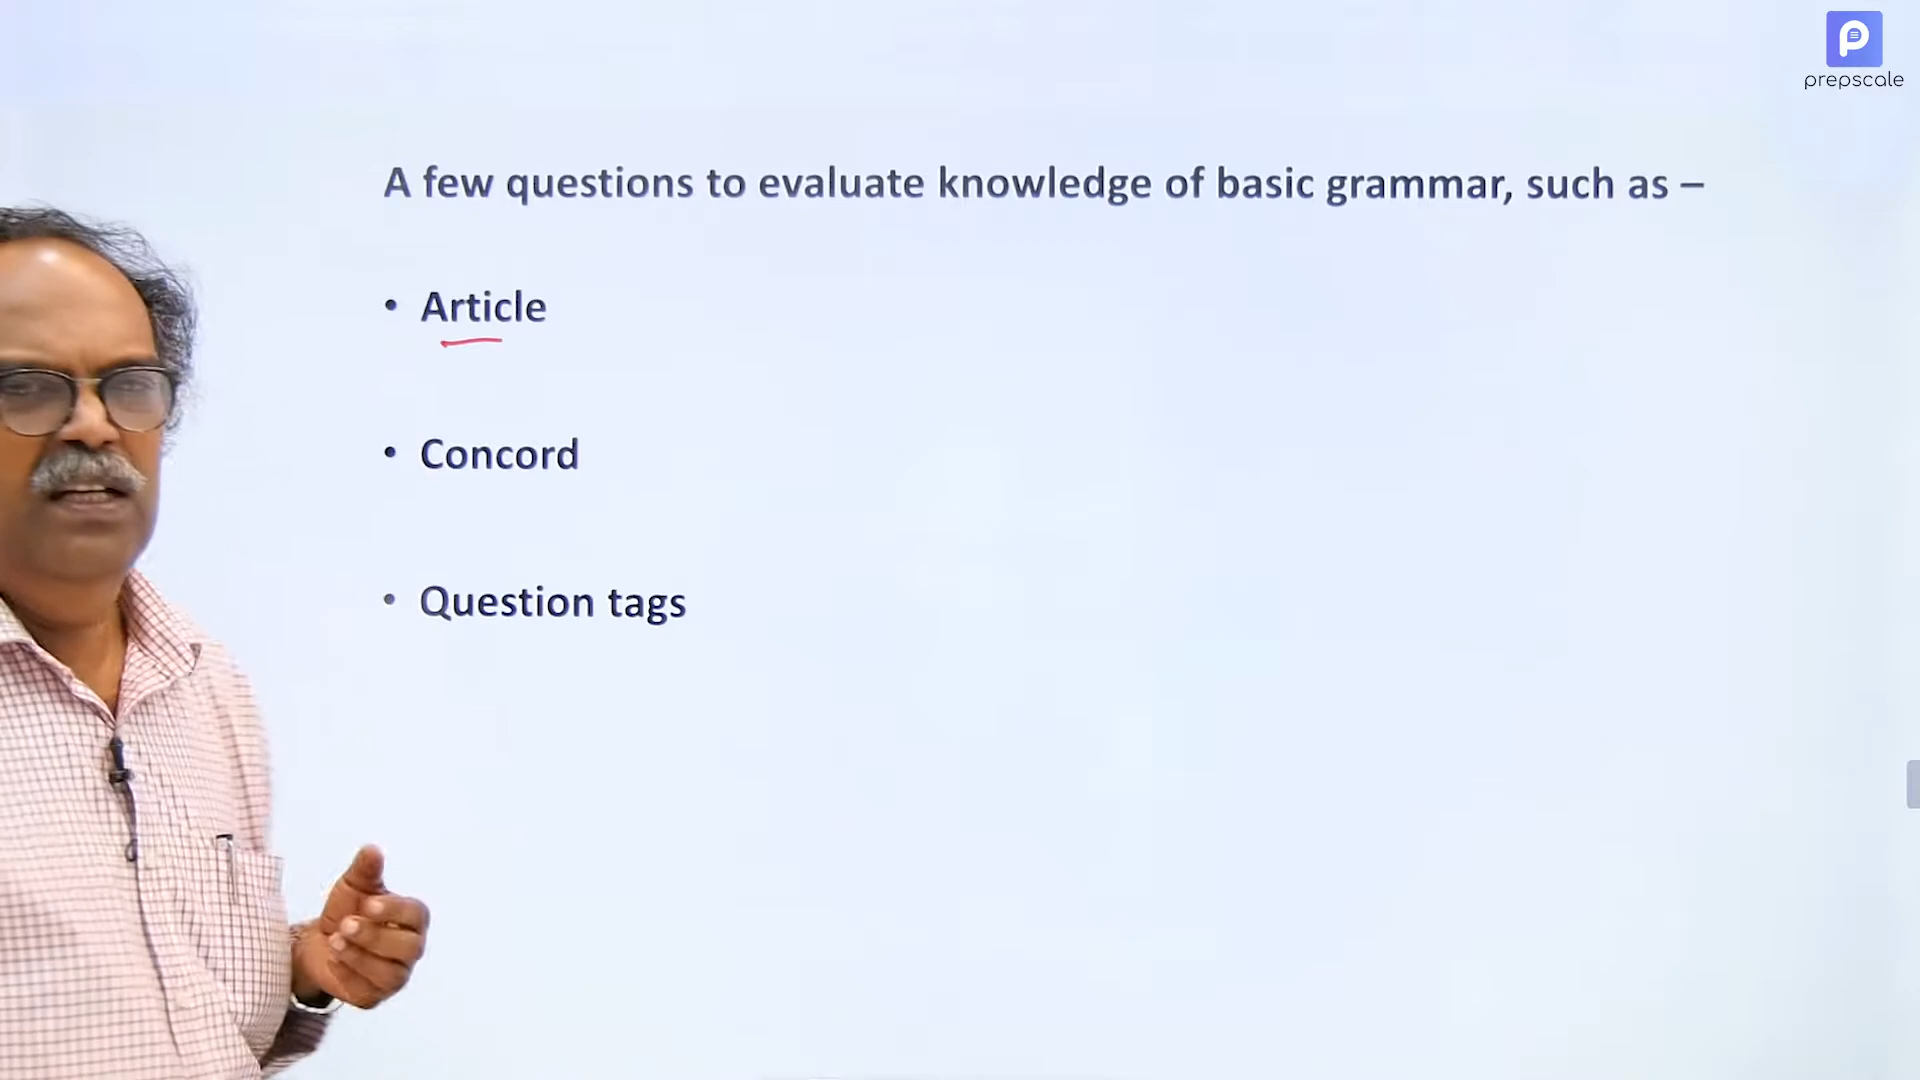 prepscale
A few questions to evaluate knowledge of basic grammar, such as –
• Article
• Concord
• Question tags